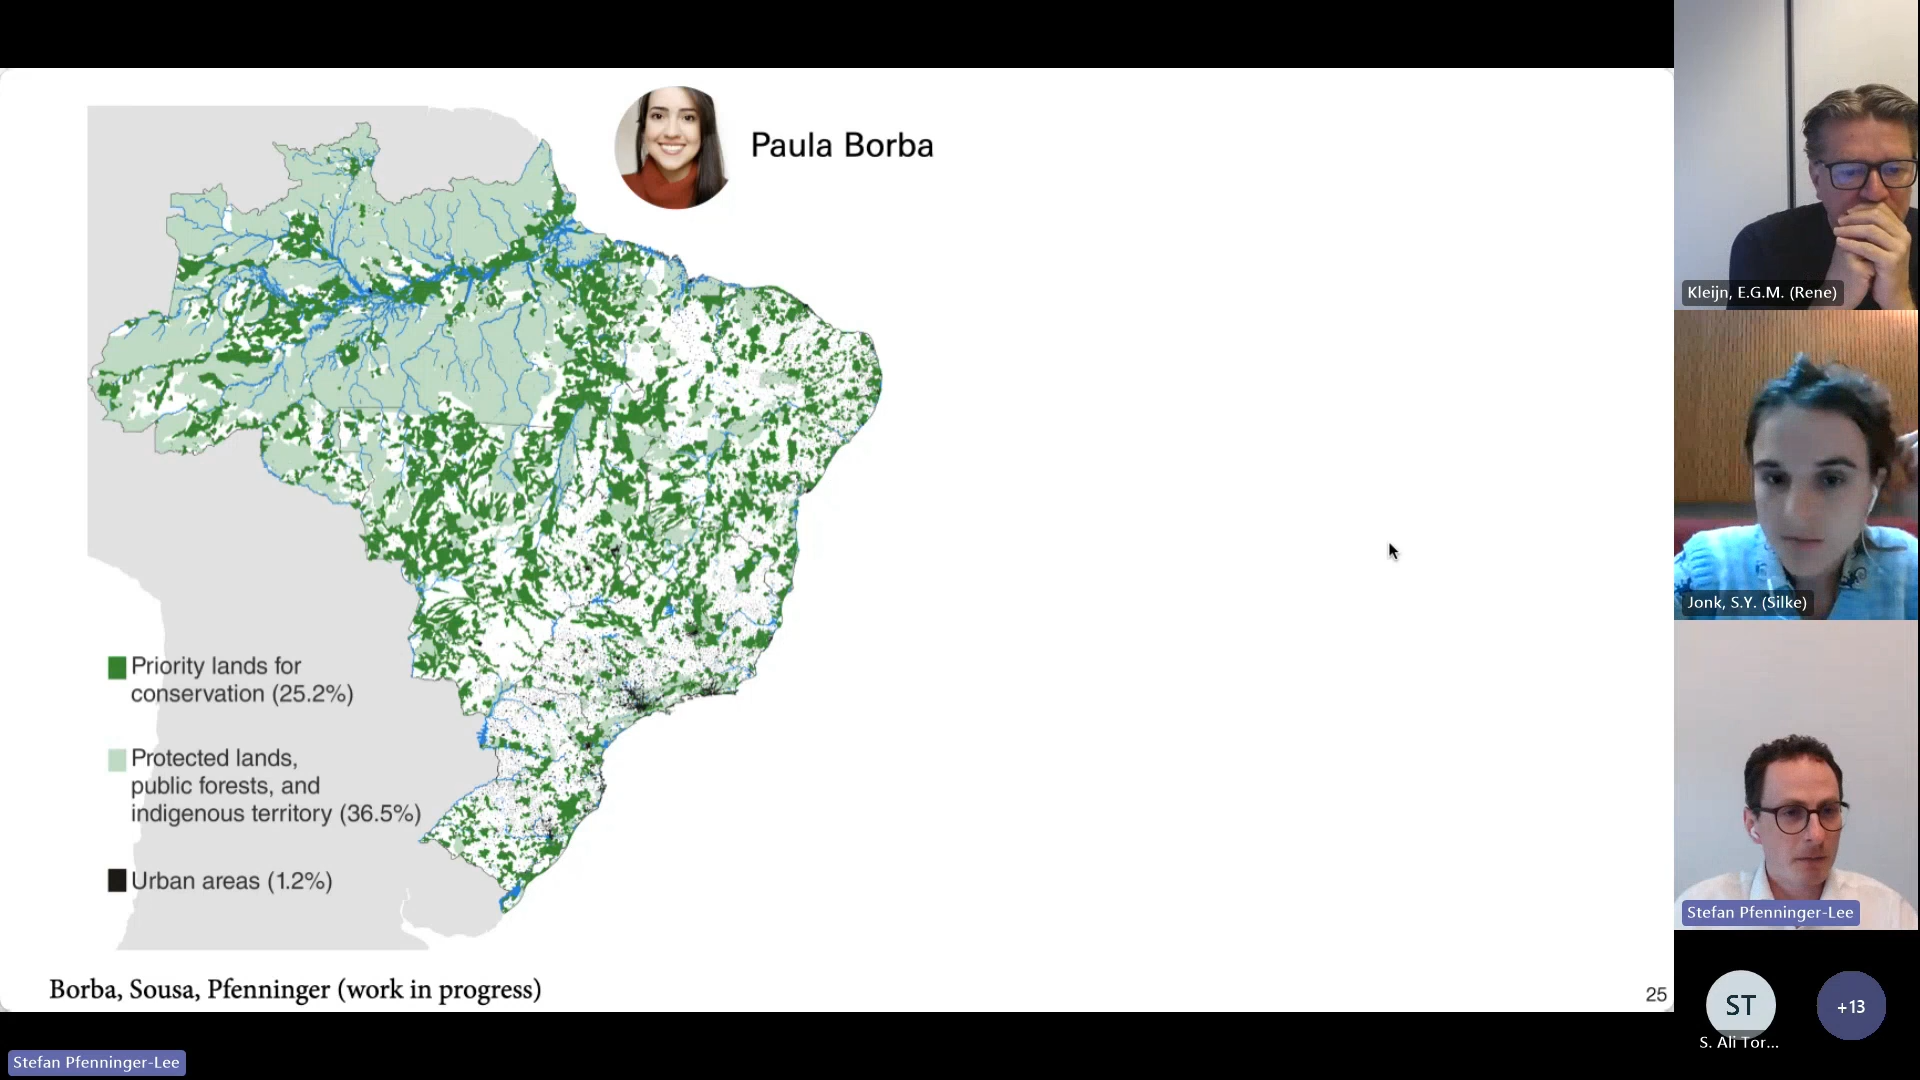 Paula Borba
Priority lands for
conservation (25.2%)
Protected lands,
public forests, and
indigenous territory (36.5%)
Urban areas (1.2%)
Borba, Sousa, Pfenninger (work in progress)
25
Kleijn, E.G.M. (Rene)
Jonk, S.Y. (Silke)
Stefan Pfenninger-Lee
ST
+13
S. Ali Tor...
Stefan Pfenninger-Lee